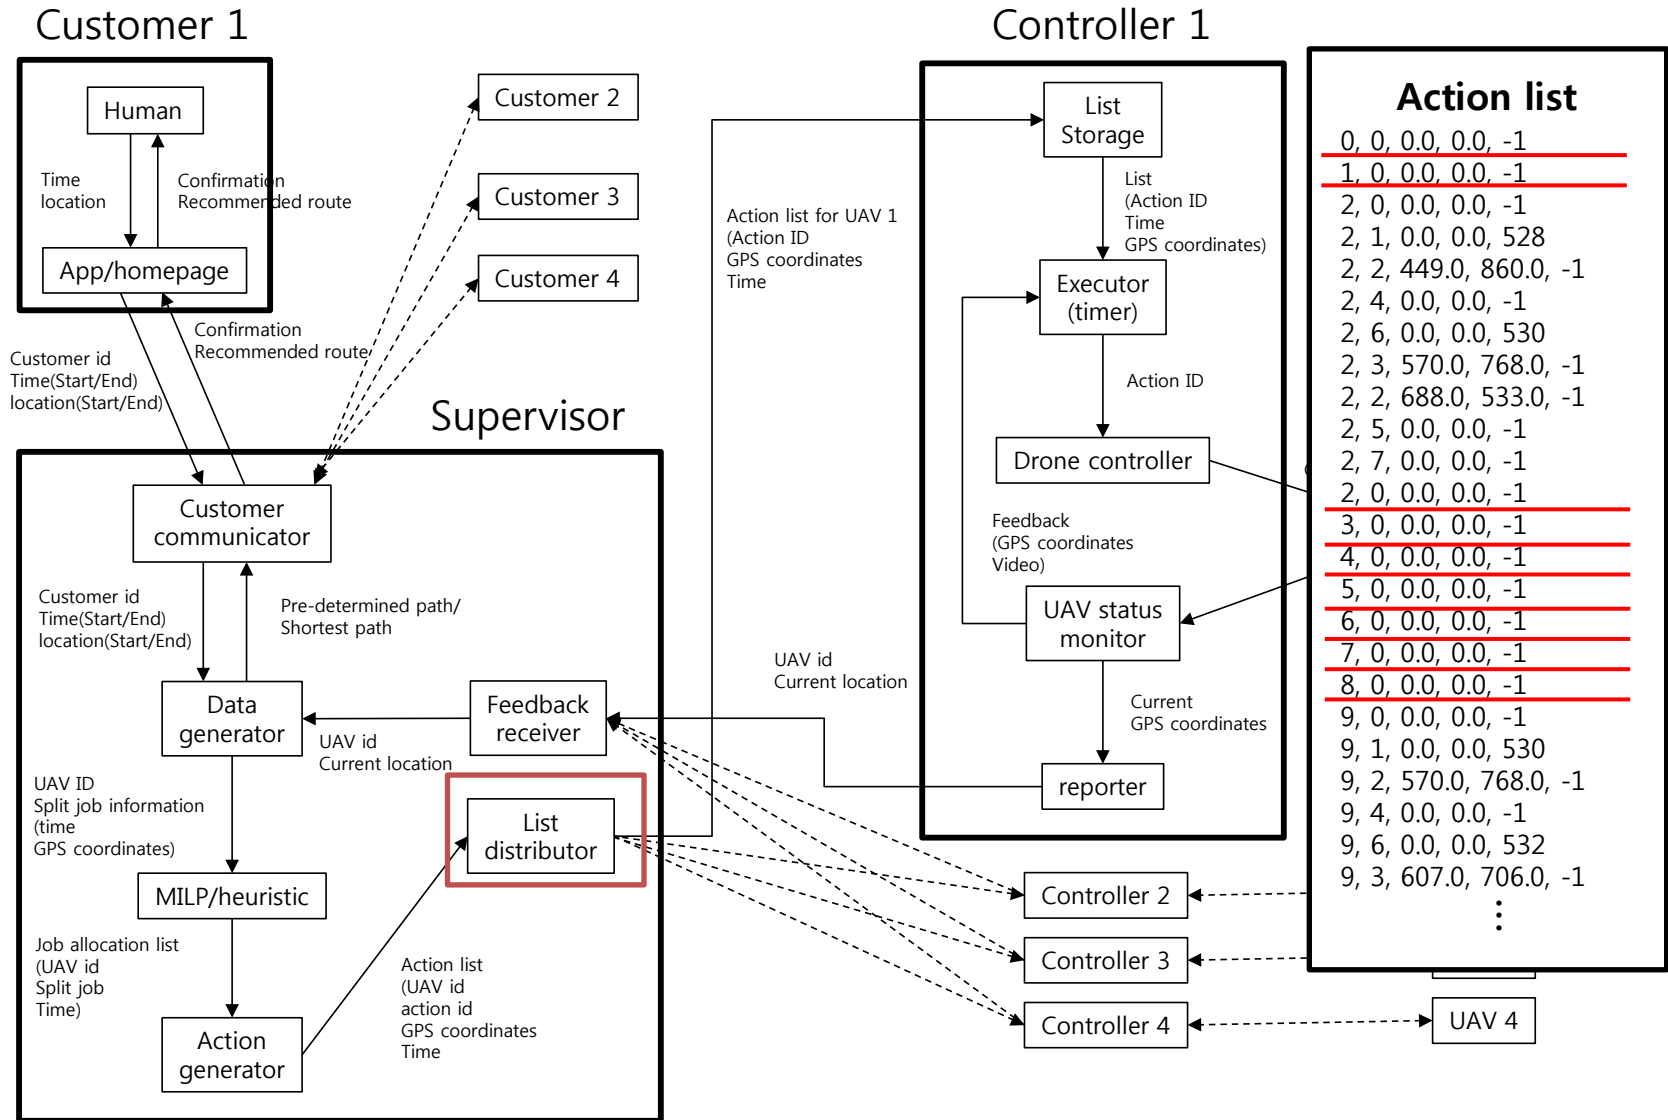 Customer 1
Human
Time
location
Confirmation
Recommended route
App/homepage
Customer id
Time(Start/End)
location(Start/End)
Confirmation
Recommended route
Customer 2
Customer 3
Customer 4
Supervisor
Customer
communicator
Customer id
Time(Start/End)
location(Start/End)
Pre-determined path/
Shortest path
Data
generator
Feedback
receiver
UAV id
Current location
UAV ID
Split job information
(time
GPS coordinates)
List
distributor
MILP/heuristic
Job allocation list
(UAV id
Split job
Time)
Action list
(UAV id
action id
GPS coordinates
Time
Action
generator
Action list for UAV 1
(Action ID
GPS coordinates
Time
UAV id
Current location
Controller 1
List
Storage
List
(Action ID
Time
GPS coordinates)
Executor
(timer)
Action ID
Drone controller
Feedback
(GPS coordinates
Video)
UAV status
monitor
Current
GPS coordinates
reporter
Controller 2
Controller 3
Controller 4
UAV 4
Action list
0, 0, 0.0, 0.0, -1
1, 0, 0.0, 0.0, -1
2, 0, 0.0, 0.0, -1
2, 1, 0.0, 0.0, 528
2, 2, 449.0, 860.0, -1
2, 4, 0.0, 0.0, -1
2, 6, 0.0, 0.0, 530
2, 3, 570.0, 768.0, -1
2, 2, 688.0, 533.0, -1
2, 5, 0.0, 0.0, -1
2, 7, 0.0, 0.0, -1
2, 0, 0.0, 0.0, -1
3, 0, 0.0, 0.0, -1
4, 0, 0.0, 0.0, -1
5, 0, 0.0, 0.0, -1
6, 0, 0.0, 0.0, -1
7, 0, 0.0, 0.0, -1
8, 0, 0.0, 0.0, -1
9, 0, 0.0, 0.0, -1
9, 1, 0.0, 0.0, 530
9, 2, 570.0, 768.0, -1
9, 4, 0.0, 0.0, -1
9, 6, 0.0, 0.0, 532
9, 3, 607.0, 706.0, -1
⋮